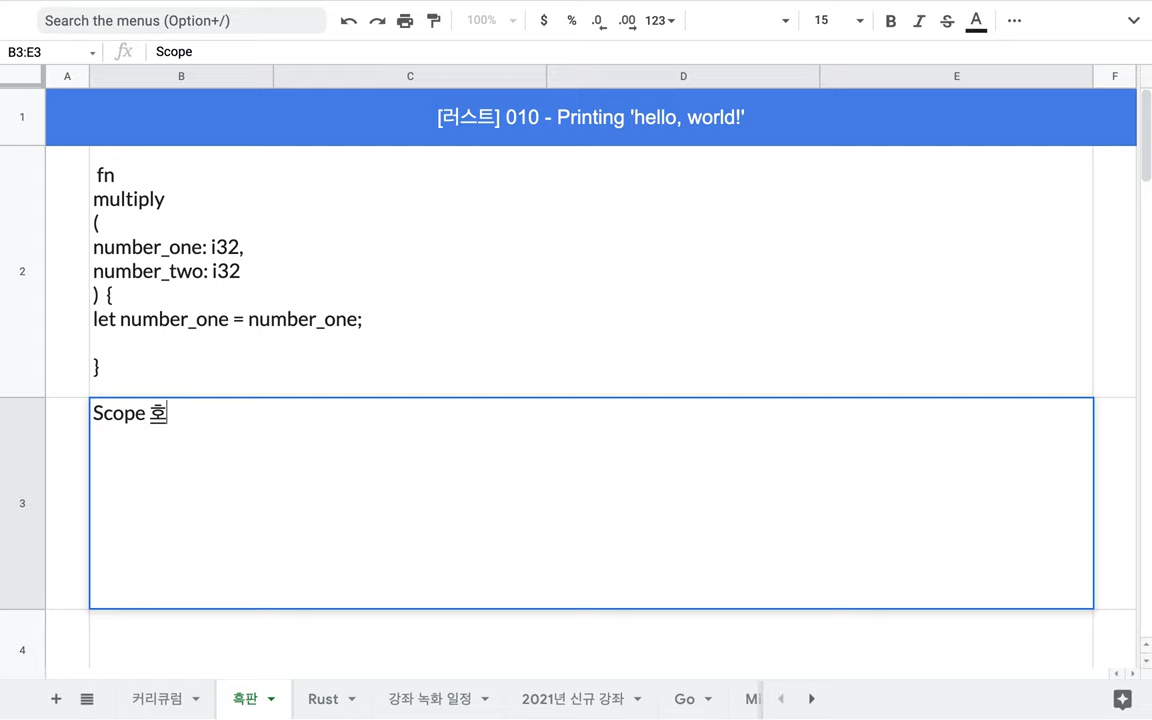 Search the menus (Option+/)
100%
$ % .0 .00 123
15
B I S A
B3:E3
fx
Scope
A B C D E F
1
[러스트] 010 - Printing 'hello, world!'
2
fn
multiply
(
number_one: i32,
number_two: i32
) {
let number_one = number_one;
}
3
Scope 호
4
커리큐럼
흑판
Rust
강좌 녹화 일정
2021년 신규 강좌
Go
Mi